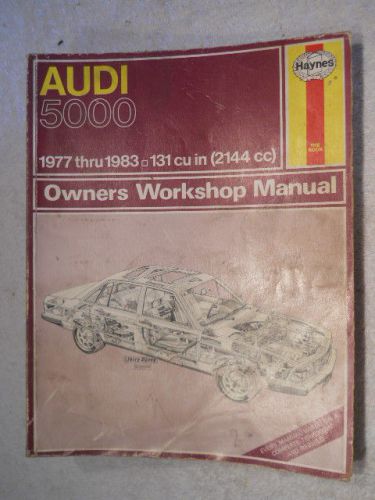 AUDI
5000
1977 thru 1983 □ 131 cu in (2144 cc)
Haynes
Owners Workshop Manual